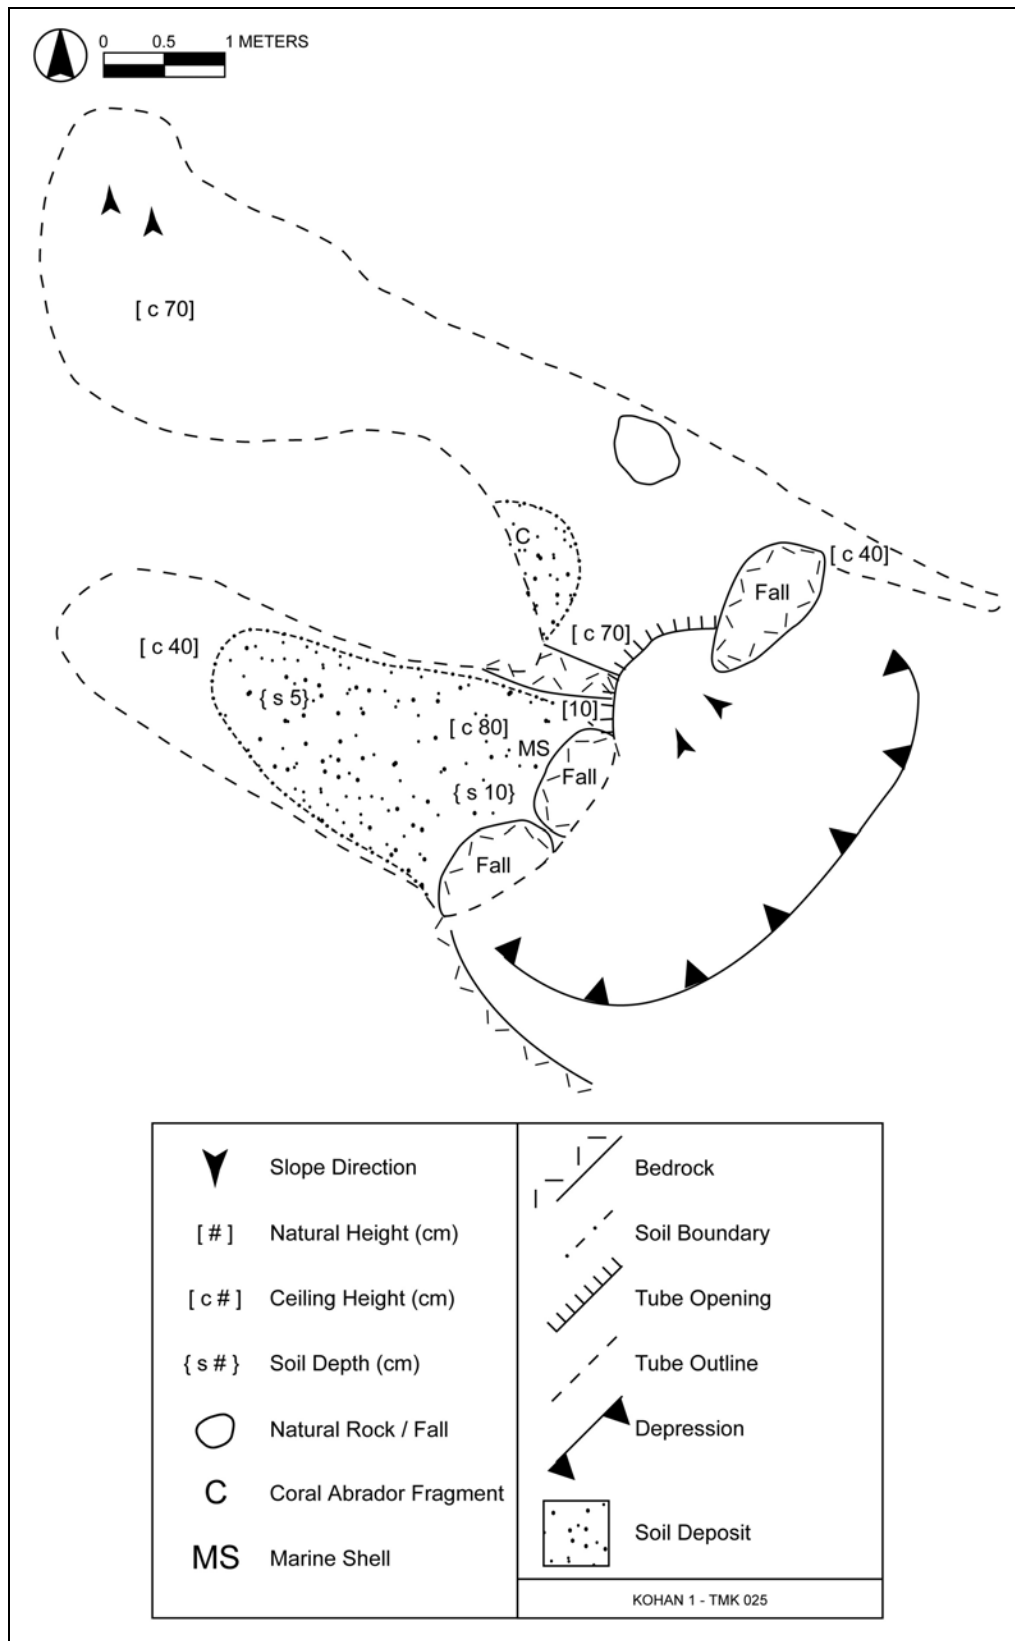 0 0.5 1 METERS
[ c 70]
C
[ c 40]
Fall
[ c 70]
[ c 40]
{ s 5}
[10]
[ c 80]
MS
Fall
{ s 10}
Fall
Slope Direction
[ # ] Natural Height (cm)
[ c # ] Ceiling Height (cm)
{ s # } Soil Depth (cm)
Natural Rock / Fall
C Coral Abrador Fragment
MS Marine Shell
Bedrock
Soil Boundary
Tube Opening
Tube Outline
Depression
Soil Deposit
KOHAN 1 - TMK 025